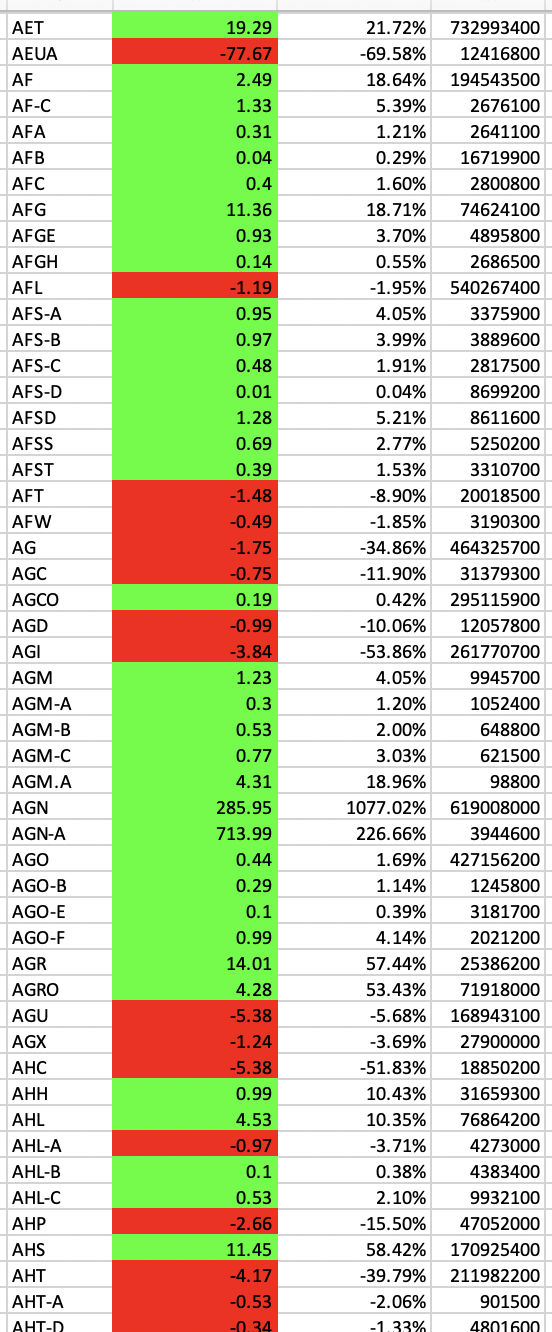 AET 19.29 21.72% 732993400
AEUA -77.67 -69.58% 12416800
AF 2.49 18.64% 194543500
AF-C 1.33 5.39% 2676100
AFA 0.31 1.21% 2641100
AFB 0.04 0.29% 16719900
AFC 0.4 1.60% 2800800
AFG 11.36 18.71% 74624100
AFGE 0.93 3.70% 4895800
AFGH 0.14 0.55% 2686500
AFL -1.19 -1.95% 540267400
AFS-A 0.95 4.05% 3375900
AFS-B 0.97 3.99% 3889600
AFS-C 0.48 1.91% 2817500
AFS-D 0.01 0.04% 8699200
AFSD 1.28 5.21% 8611600
AFSS 0.69 2.77% 5250200
AFST 0.39 1.53% 3310700
AFT -1.48 -8.90% 20018500
AFW -0.49 -1.85% 3190300
AG -1.75 -34.86% 464325700
AGC -0.75 -11.90% 31379300
AGCO 0.19 0.42% 295115900
AGD -0.99 -10.06% 12057800
AGI -3.84 -53.86% 261770700
AGM 1.23 4.05% 9945700
AGM-A 0.3 1.20% 1052400
AGM-B 0.53 2.00% 648800
AGM-C 0.77 3.03% 621500
AGM.A 4.31 18.96% 98800
AGN 285.95 1077.02% 619008000
AGN-A 713.99 226.66% 3944600
AGO 0.44 1.69% 427156200
AGO-B 0.29 1.14% 1245800
AGO-E 0.1 0.39% 3181700
AGO-F 0.99 4.14% 2021200
AGR 14.01 57.44% 25386200
AGRO 4.28 53.43% 71918000
AGU -5.38 -5.68% 168943100
AGX -1.24 -3.69% 27900000
AHC -5.38 -51.83% 18850200
AHH 0.99 10.43% 31659300
AHL 4.53 10.35% 76864200
AHL-A -0.97 -3.71% 4273000
AHL-B 0.1 0.38% 4383400
AHL-C 0.53 2.10% 9932100
AHP -2.66 -15.50% 47052000
AHS 11.45 58.42% 170925400
AHT -4.17 -39.79% 211982200
AHT-A -0.53 -2.06% 901500
AHT-D -0.34 -1.33% 4801600